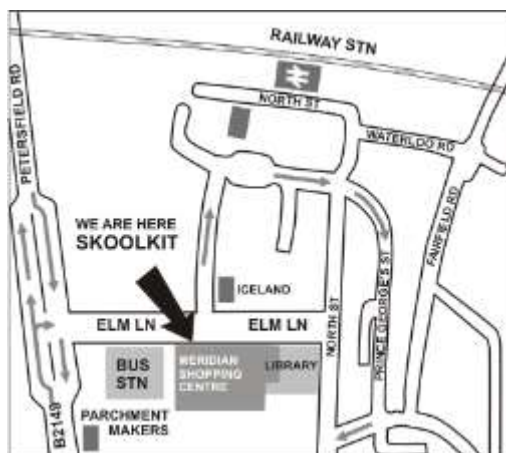 RAILWAY STN
NORTH ST
WATERLOO RD
PETERSFIELD RD
FAIRFIELD RD
WE ARE HERE
SKOOLKIT
ICELAND
ELM LN
ELM LN
NORTH ST
PRINCE GEORGE'S ST
BUS
STN
MERIDIAN
SHOPPING
CENTRE
LIBRARY
PARCHMENT
MAKERS
B2149